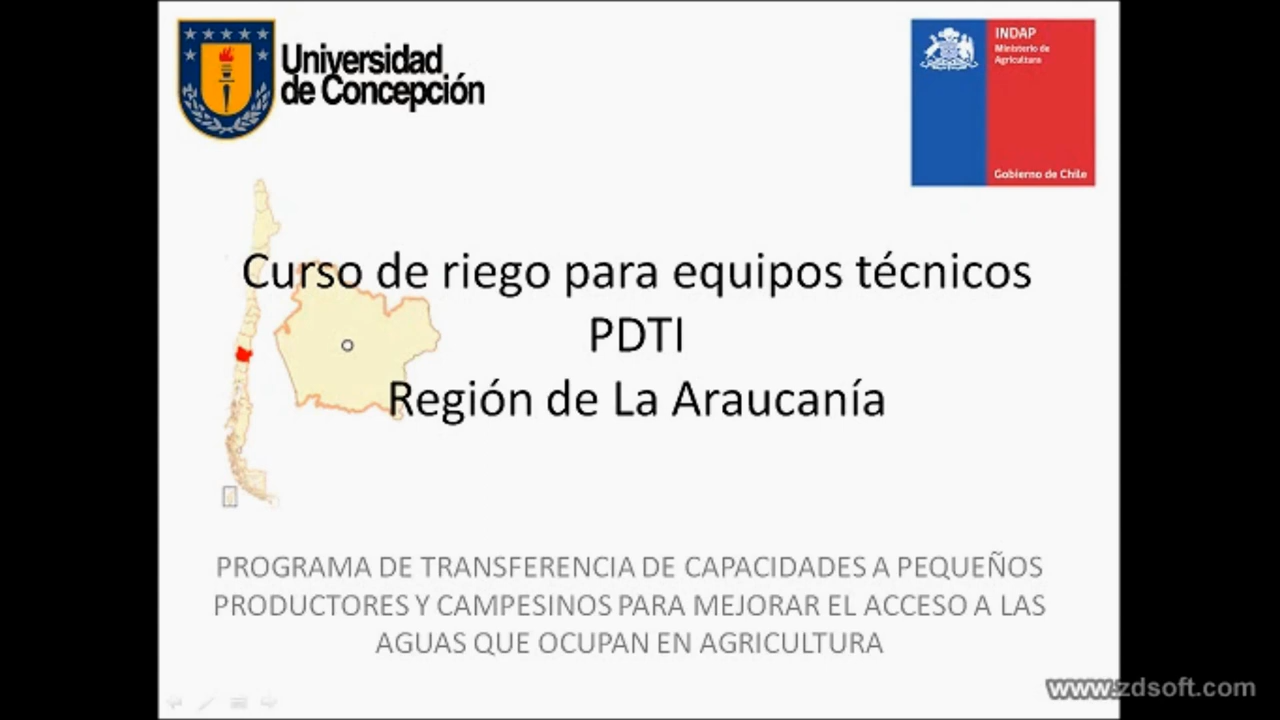 Universidad
de Concepción
INDAP
Ministerio de
Agricultura
Gobierno de Chile
Curso de riego para equipos técnicos
PDTI
Región de La Araucanía
PROGRAMA DE TRANSFERENCIA DE CAPACIDADES A PEQUEÑOS
PRODUCTORES Y CAMPESINOS PARA MEJORAR EL ACCESO A LAS
AGUAS QUE OCUPAN EN AGRICULTURA
www.zdsoft.com